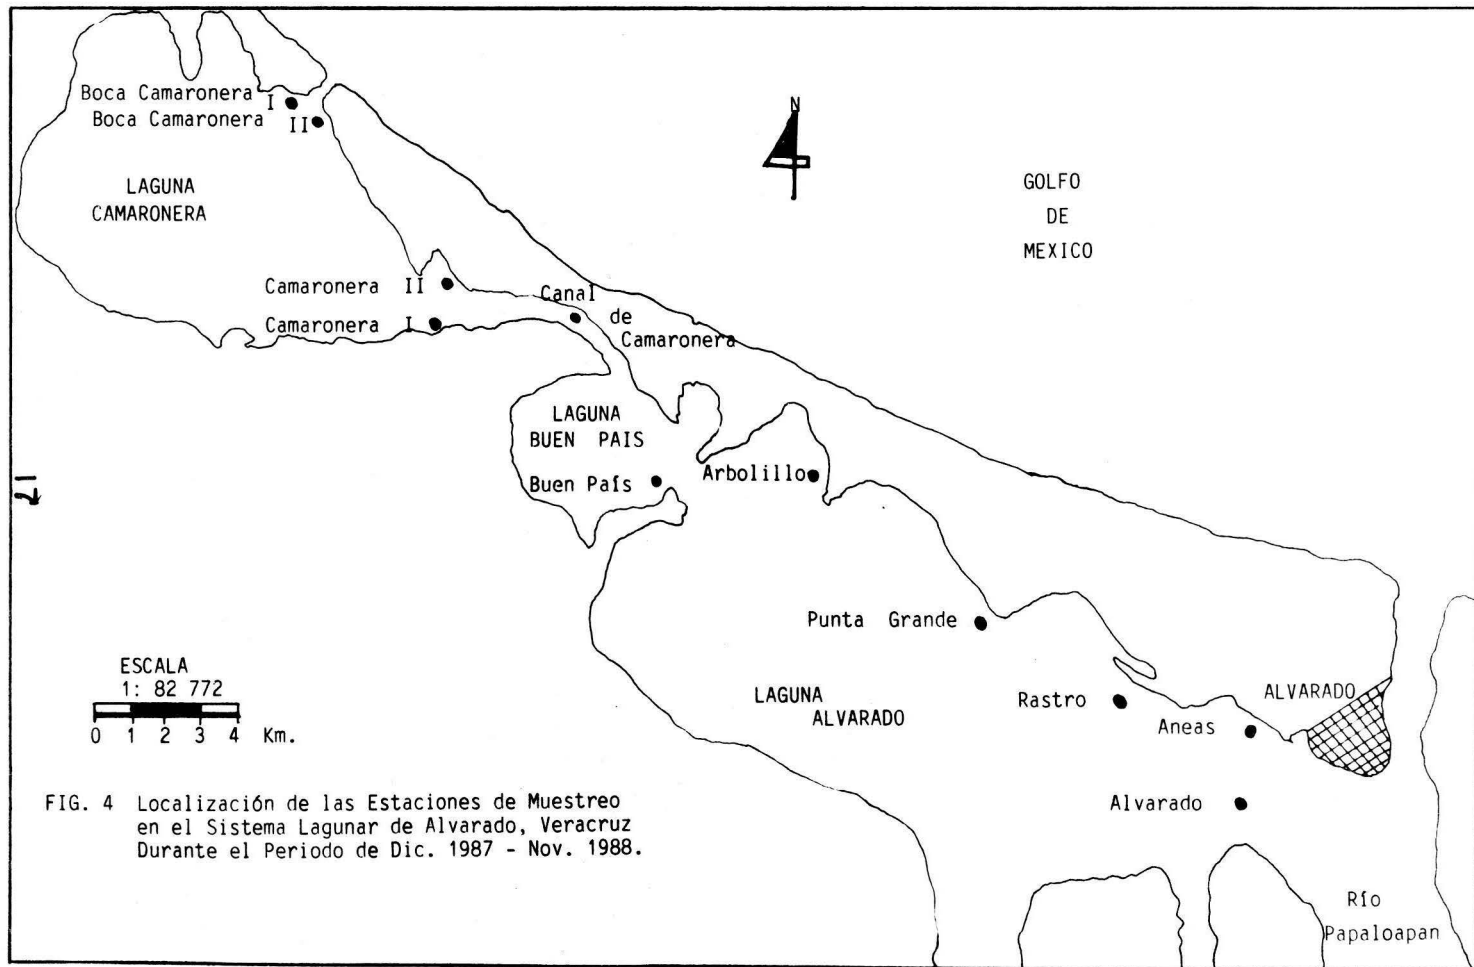 Boca Camaronera I
Boca Camaronera II
N
LAGUNA
CAMARONERA
GOLFO
DE
MEXICO
Camaronera II
Camaronera I
Canal
de
Camaronera
LAGUNA
BUEN PAIS
Buen País
Arbolillo
21
Punta Grande
ESCALA
1: 82 772
0 1 2 3 4 Km.
LAGUNA
ALVARADO
Rastro
Aneas
ALVARADO
Alvarado
FIG. 4 Localización de las Estaciones de Muestreo
en el Sistema Lagunar de Alvarado, Veracruz
Durante el Periodo de Dic. 1987 - Nov. 1988.
Río
Papaloapan